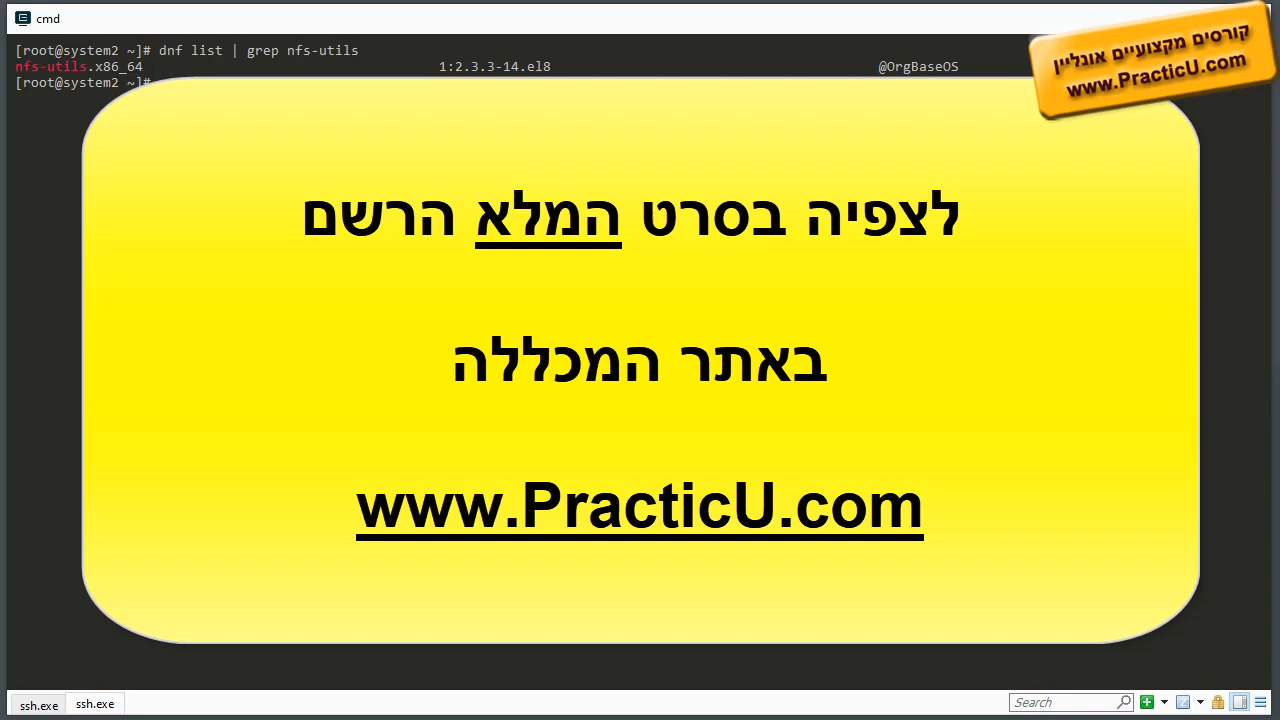 cmd
[root@system2 ~]# dnf list | grep nfs-utils
nfs-utils.x86_64 1:2.3.3-14.el8 @OrgBaseOS
[root@system2 ~]#
קורסים מקצועיים אונליין
www.PracticU.com
לצפיה בסרט המלא הרשם
באתר המכללה
www.PracticU.com
ssh.exe ssh.exe Search